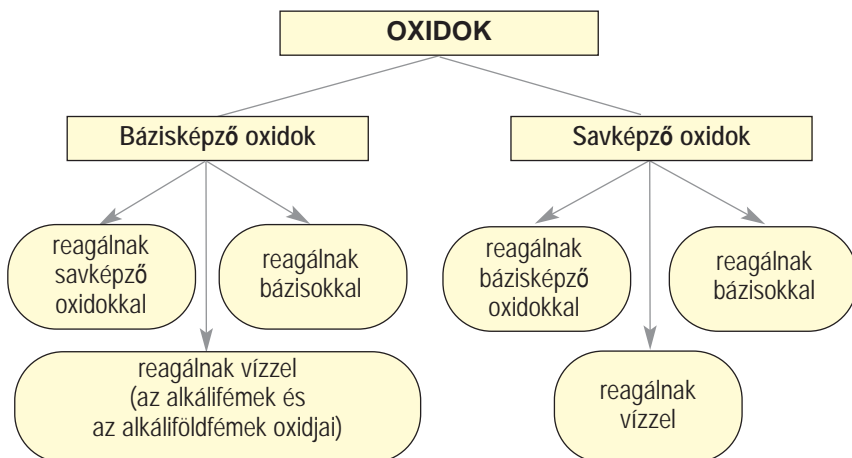 OXIDOK
Bázisképző oxidok
Savképző oxidok
reagálnak
savképző
oxidokkal
reagálnak
bázisokkal
reagálnak
bázisképző
oxidokkal
reagálnak
bázisokkal
reagálnak vízzel
(az alkálifémek és
az alkáliföldfémek oxidjai)
reagálnak
vízzel